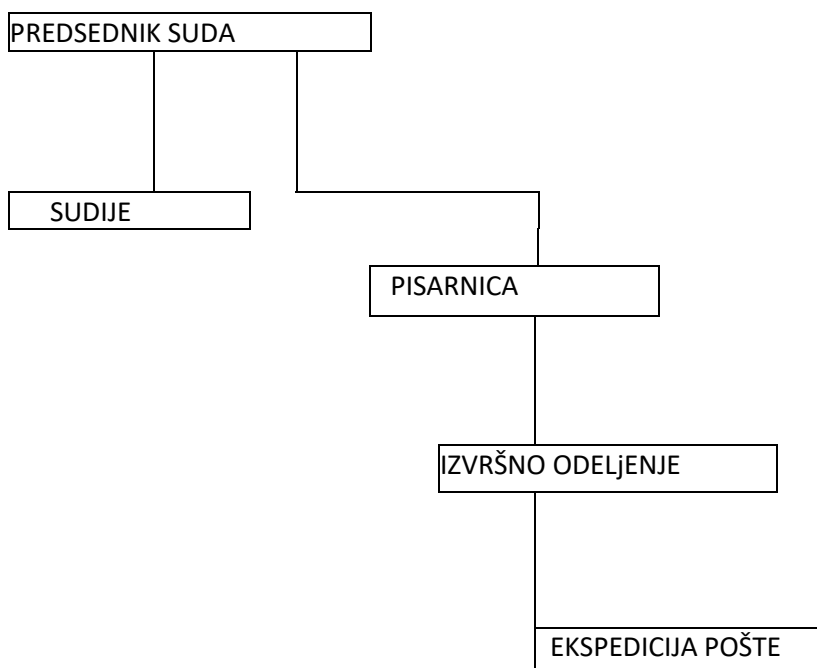 PREDSEDNIK SUDA
SUDIJE
PISARNICA
IZVRŠNO ODELjENJE
EKSPEDICIJA POŠTE